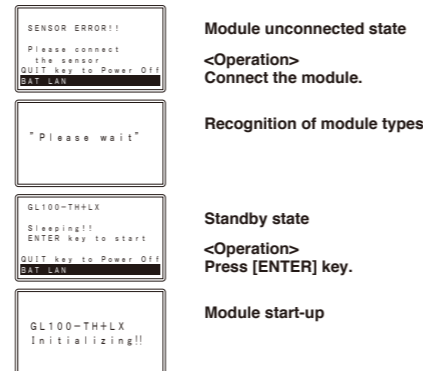 SENSOR ERROR!!
Please connect
the sensor
QUIT key to Power Off
BAT LAN
Module unconnected state
<Operation>
Connect the module.
"Please wait"
Recognition of module types
GL100-TH+LX
Sleeping!!
ENTER key to start
QUIT key to Power Off
BAT LAN
Standby state
<Operation>
Press [ENTER] key.
GL100-TH+LX
Initializing!!
Module start-up